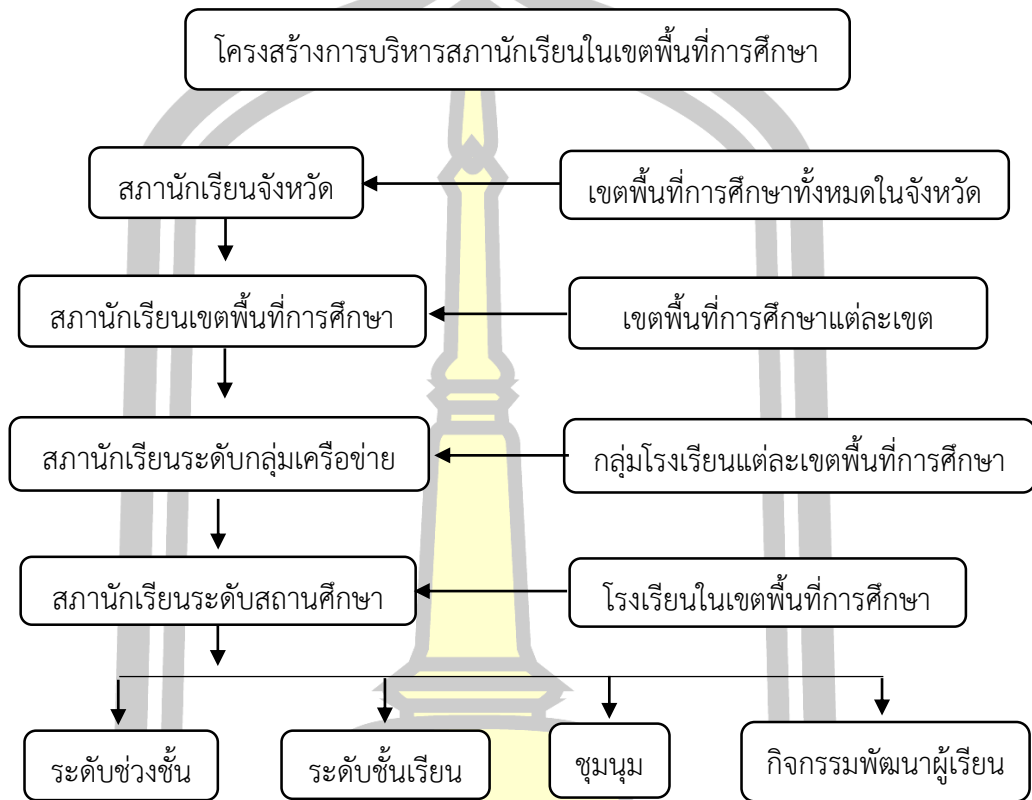 โครงสร้างการบริหารสภานักเรียนในเขตพื้นที่การศึกษา
สภานักเรียนจังหวัด
เขตพื้นที่การศึกษาทั้งหมดในจังหวัด
สภานักเรียนเขตพื้นที่การศึกษา
เขตพื้นที่การศึกษาแต่ละเขต
สภานักเรียนระดับกลุ่มเครือข่าย
กลุ่มโรงเรียนแต่ละเขตพื้นที่การศึกษา
สภานักเรียนระดับสถานศึกษา
โรงเรียนในเขตพื้นที่การศึกษา
ระดับช่วงชั้น
ระดับชั้นเรียน
ชุมนุม
กิจกรรมพัฒนาผู้เรียน